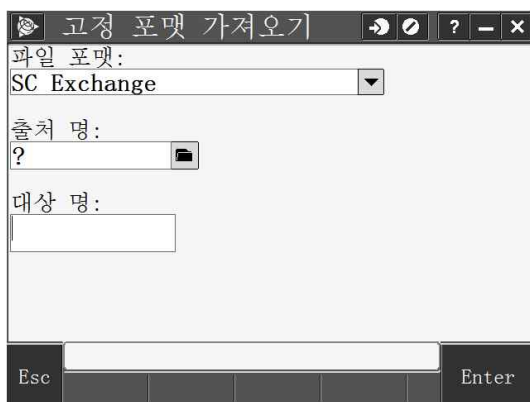 고정 포맷 가져오기 ? – ×
파일 포맷:
SC Exchange
출처 명:
?
대상 명:
Esc Enter